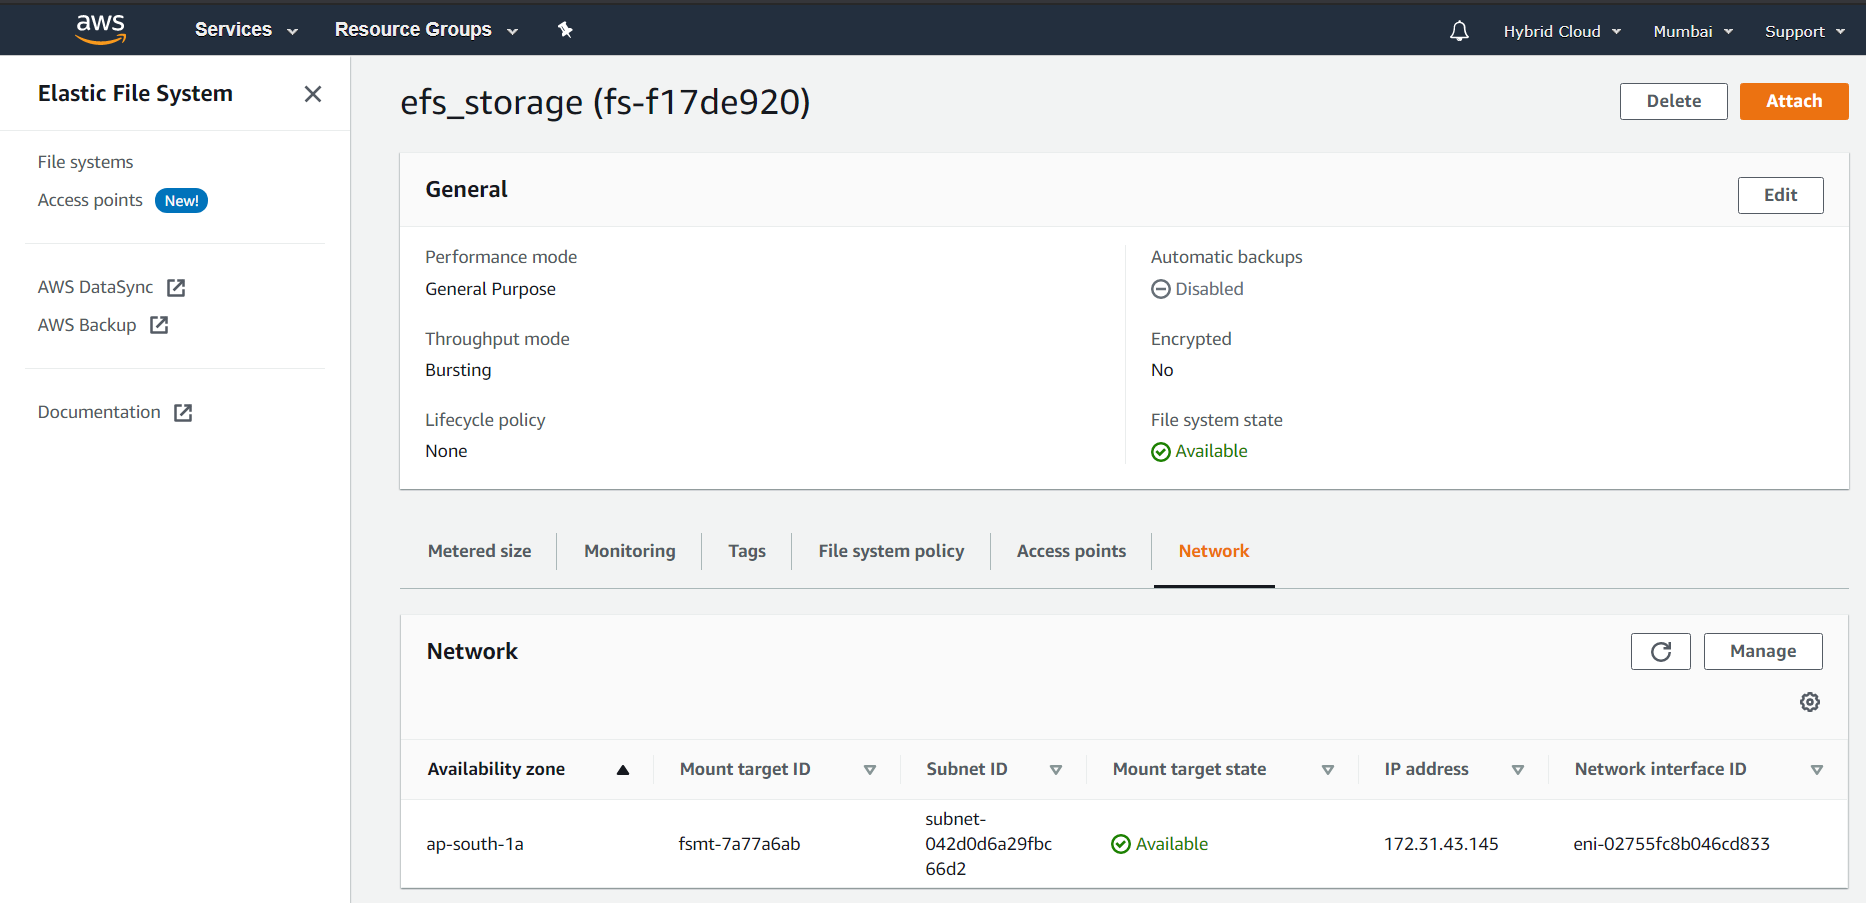 aws
Services
Resource Groups
Hybrid Cloud
Mumbai
Support
Elastic File System
File systems
Access points New!
AWS DataSync
AWS Backup
Documentation
efs_storage (fs-f17de920)
Delete
Attach
General
Edit
Performance mode
General Purpose
Throughput mode
Bursting
Lifecycle policy
None
Automatic backups
Disabled
Encrypted
No
File system state
Available
Metered size
Monitoring
Tags
File system policy
Access points
Network
Network
Manage
Availability zone
Mount target ID
Subnet ID
Mount target state
IP address
Network interface ID
ap-south-1a
fsmt-7a77a6ab
subnet-
042d0d6a29fbc
66d2
Available
172.31.43.145
eni-02755fc8b046cd833